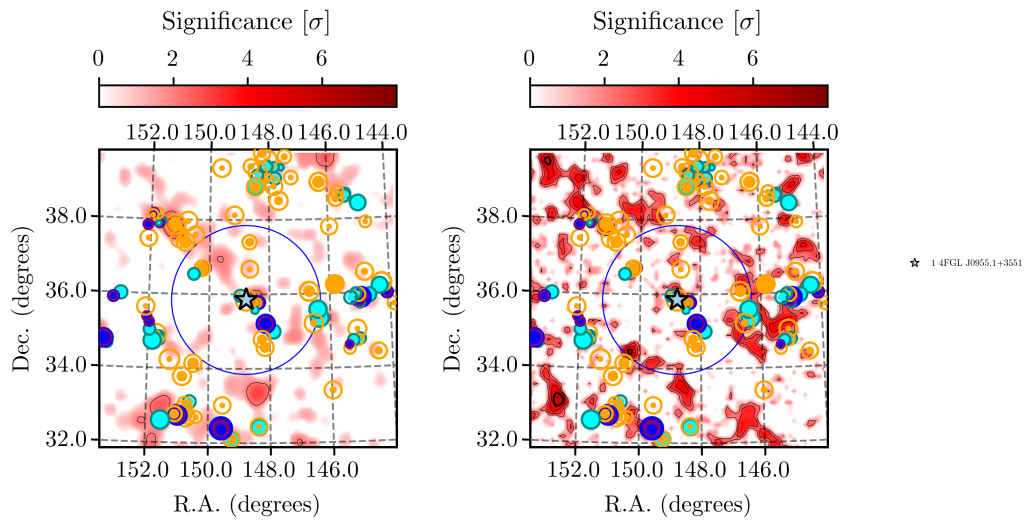 Significance [σ]
Significance [σ]
0 2 4 6
0 2 4 6
152.0 150.0 148.0 146.0 144.0
152.0 150.0 148.0 146.0 144.0
38.0
36.0
34.0
32.0
38.0
36.0
34.0
32.0
Dec. (degrees)
Dec. (degrees)
1 4FGL J0955.1+3551
152.0 150.0 148.0 146.0
152.0 150.0 148.0 146.0
R.A. (degrees)
R.A. (degrees)